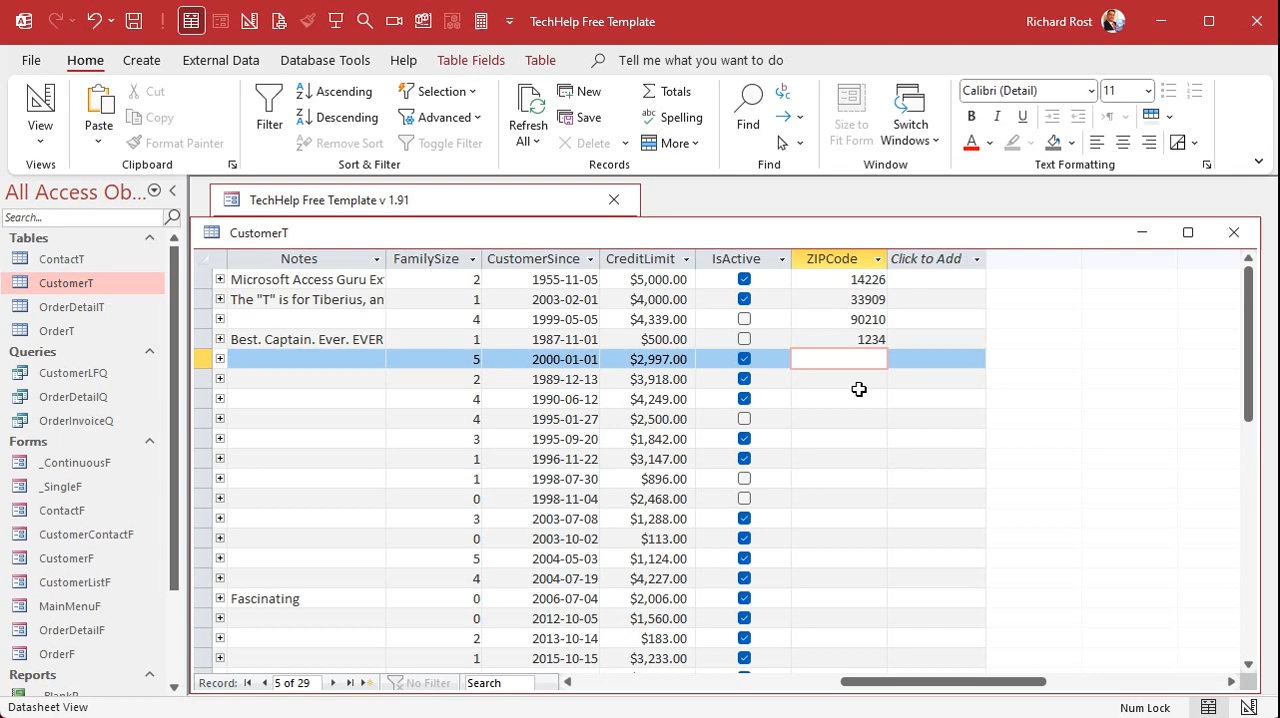 TechHelp Free Template
Richard Rost
File Home Create External Data Database Tools Help Table Fields Table Tell me what you want to do
View
Views
Paste
Cut
Copy
Format Painter
Clipboard
Filter
Ascending
Descending
Remove Sort
Selection
Advanced
Toggle Filter
Sort & Filter
Refresh
All
New
Save
Delete
Totals
Spelling
More
Records
Find
Find
Size to
Fit Form
Switch
Windows
Window
Calibri (Detail) 11
B I U
A
Text Formatting
All Access Ob...
Search...
Tables
ContactT
CustomerT
OrderDetailT
OrderT
Queries
CustomerLFQ
OrderDetailQ
OrderInvoiceQ
Forms
_ContinuousF
_SingleF
ContactF
CustomerContactF
CustomerF
CustomerListF
MainMenuF
OrderDetailF
OrderF
Reports
TechHelp Free Template v 1.91
CustomerT
Notes FamilySize CustomerSince CreditLimit IsActive ZIPCode Click to Add
Microsoft Access Guru Ex 2 1955-11-05 $5,000.00 14226
The "T" is for Tiberius, an 1 2003-02-01 $4,000.00 33909
4 1999-05-05 $4,339.00 90210
Best. Captain. Ever. EVER 1 1987-11-01 $500.00 1234
5 2000-01-01 $2,997.00
2 1989-12-13 $3,918.00
4 1990-06-12 $4,249.00
4 1995-01-27 $2,500.00
3 1995-09-20 $1,842.00
1 1996-11-22 $3,147.00
1 1998-07-30 $896.00
0 1998-11-04 $2,468.00
3 2003-07-08 $1,288.00
0 2003-10-02 $113.00
5 2004-05-03 $1,124.00
4 2004-07-19 $4,227.00
Fascinating 0 2006-07-04 $2,006.00
0 2012-10-05 $1,560.00
2 2013-10-14 $183.00
1 2015-10-15 $3,233.00
Record: 5 of 29 No Filter Search
Datasheet View
Num Lock